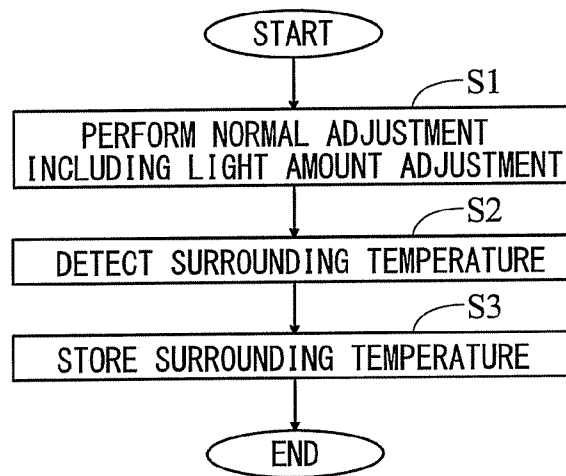 START
S1
PERFORM NORMAL ADJUSTMENT
INCLUDING LIGHT AMOUNT ADJUSTMENT
S2
DETECT SURROUNDING TEMPERATURE
S3
STORE SURROUNDING TEMPERATURE
END